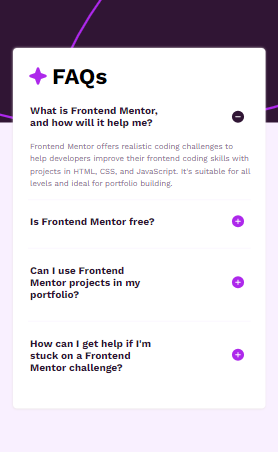 FAQs
What is Frontend Mentor,
and how will it help me?
Frontend Mentor offers realistic coding challenges to
help developers improve their frontend coding skills with
projects in HTML, CSS, and JavaScript. It's suitable for all
levels and ideal for portfolio building.
Is Frontend Mentor free?
Can I use Frontend
Mentor projects in my
portfolio?
How can I get help if I'm
stuck on a Frontend
Mentor challenge?